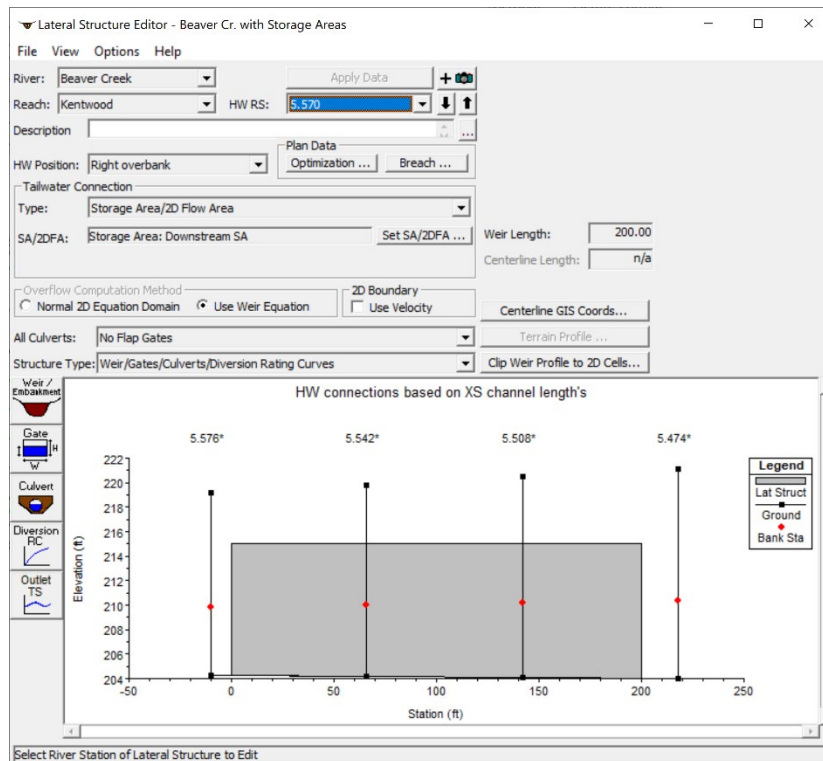 Lateral Structure Editor - Beaver Cr. with Storage Areas
File View Options Help
River: Beaver Creek Apply Data +
Reach: Kentwood HW RS: 5.570
Description ...
Plan Data
HW Position: Right overbank Optimization ... Breach ...
Tailwater Connection
Type: Storage Area/2D Flow Area
SA/2DFA: Storage Area: Downstream SA Set SA/2DFA ... Weir Length: 200.00
Centerline Length: n/a
Overflow Computation Method 2D Boundary
Normal 2D Equation Domain Use Weir Equation Use Velocity Centerline GIS Coords...
All Culverts: No Flap Gates Terrain Profile ...
Structure Type: Weir/Gates/Culverts/Diversion Rating Curves Clip Weir Profile to 2D Cells...
Weir / Embankment
Gate
H
W
Culvert
Diversion RC
Outlet TS
HW connections based on XS channel length's
5.576* 5.542* 5.508* 5.474*
222
220
218
216
214
212
210
208
206
204
Elevation (ft)
-50 0 50 100 150 200 250
Station (ft)
Legend
Lat Struct
Ground
Bank Sta
Select River Station of Lateral Structure to Edit